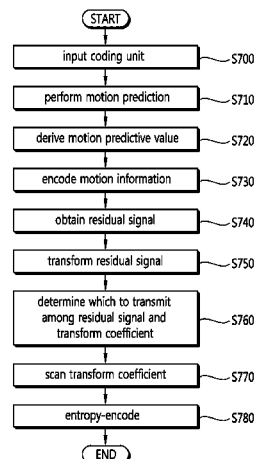 START
input coding unit S700
perform motion prediction S710
derive motion predictive value S720
encode motion information S730
obtain residual signal S740
transform residual signal S750
determine which to transmit
among residual signal and S760
transform coefficient
scan transform coefficient S770
entropy-encode S780
END